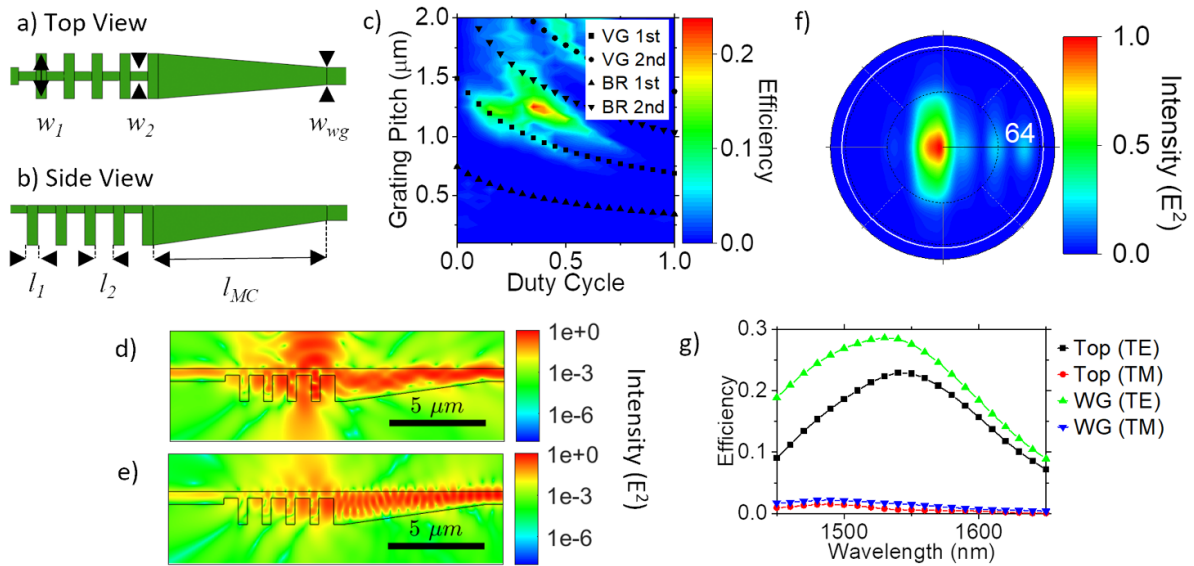 a) Top View
w1
w2
wwg
b) Side View
l1
l2
lMC
c)
Grating Pitch (μm)
2.0
1.5
1.0
0.5
0.0
0.5
1.0
Duty Cycle
VG 1st
VG 2nd
BR 1st
BR 2nd
0.2
0.1
0.0
Efficiency
f)
64
1.0
0.5
0.0
Intensity (E²)
d)
5 μm
1e+0
1e-3
1e-6
e)
5 μm
1e+0
1e-3
1e-6
Intensity (E²)
g)
Efficiency
0.3
0.2
0.1
0.0
1500
1600
Wavelength (nm)
Top (TE)
Top (TM)
WG (TE)
WG (TM)